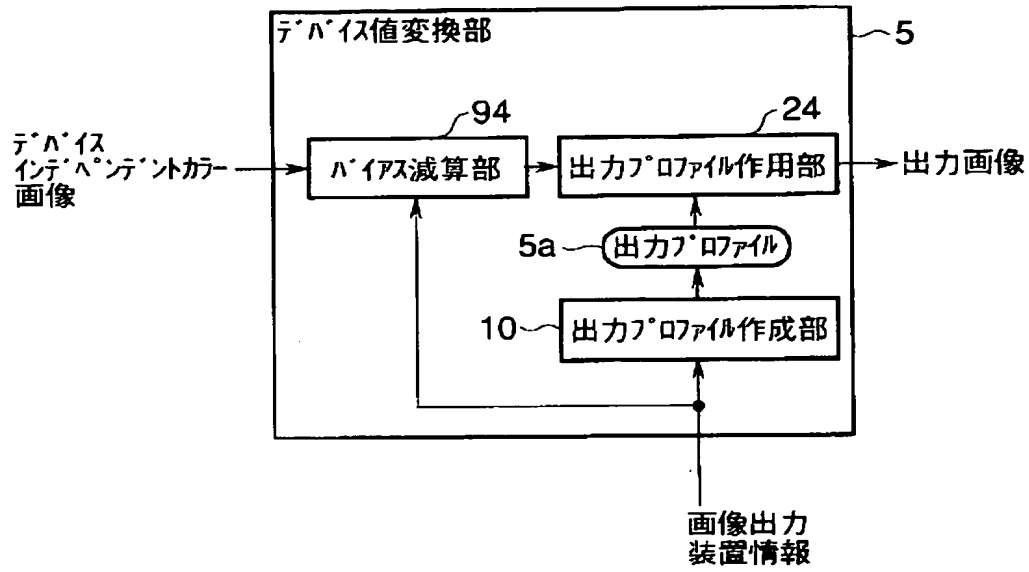 デバイス値変換部
5
94
24
デバイス
インデペンデントカラー
画像
バイアス減算部
出力プロファイル作用部
出力画像
5a
出力プロファイル
10
出力プロファイル作成部
画像出力
装置情報